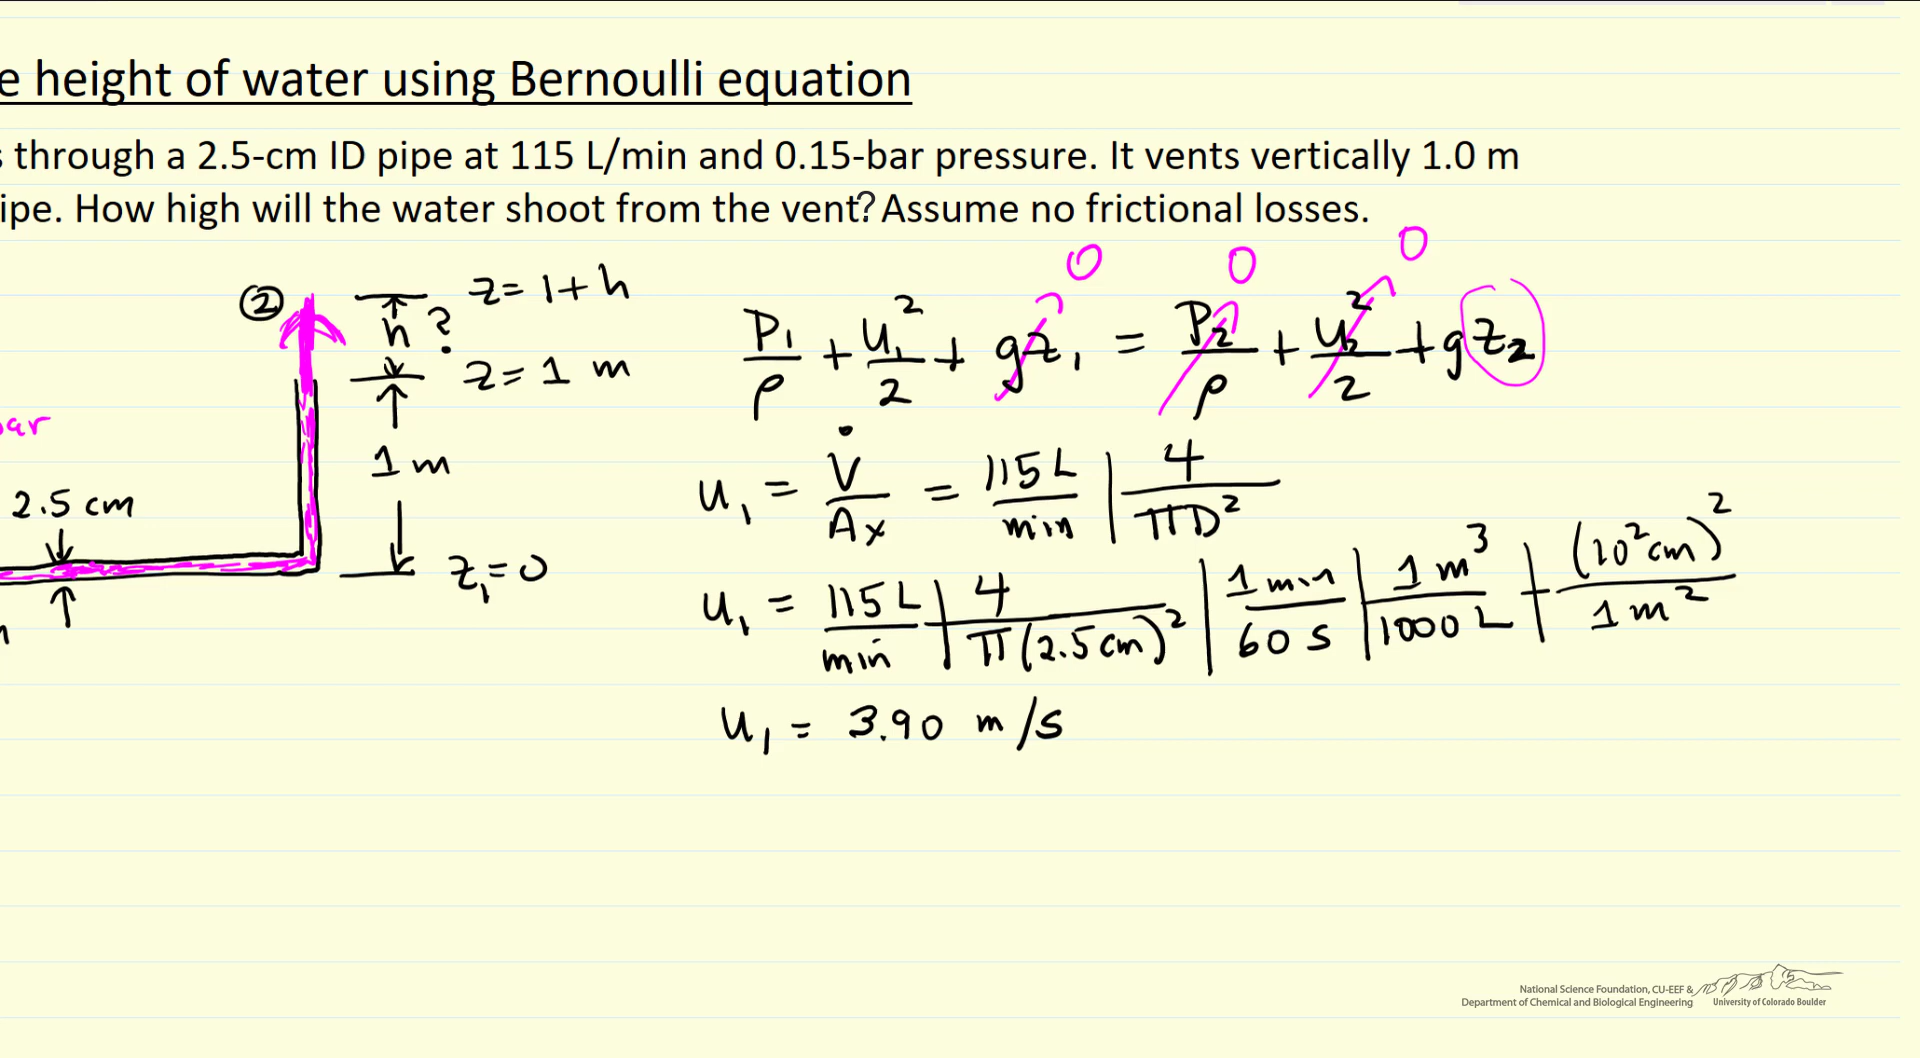 e height of water using Bernoulli equation
through a 2.5-cm ID pipe at 115 L/min and 0.15-bar pressure. It vents vertically 1.0 m
ipe. How high will the water shoot from the vent? Assume no frictional losses.
0 0 0
② h? z = 1 + h
z = 1 m
P₁/ρ + u₁²/2 + gz₁ = P₂/ρ + u₂²/2 + gz₂
ar
1 m
2.5 cm
z₁ = 0
u₁ = V̇/Ax = 115 L/min | 4/πD²
u₁ = 115 L/min | 4/π(2.5 cm)² | 1 min/60 s | 1 m³/1000 L | (10² cm)²/1 m²
u₁ = 3.90 m/s
National Science Foundation, CU-EEF &
Department of Chemical and Biological Engineering
University of Colorado Boulder